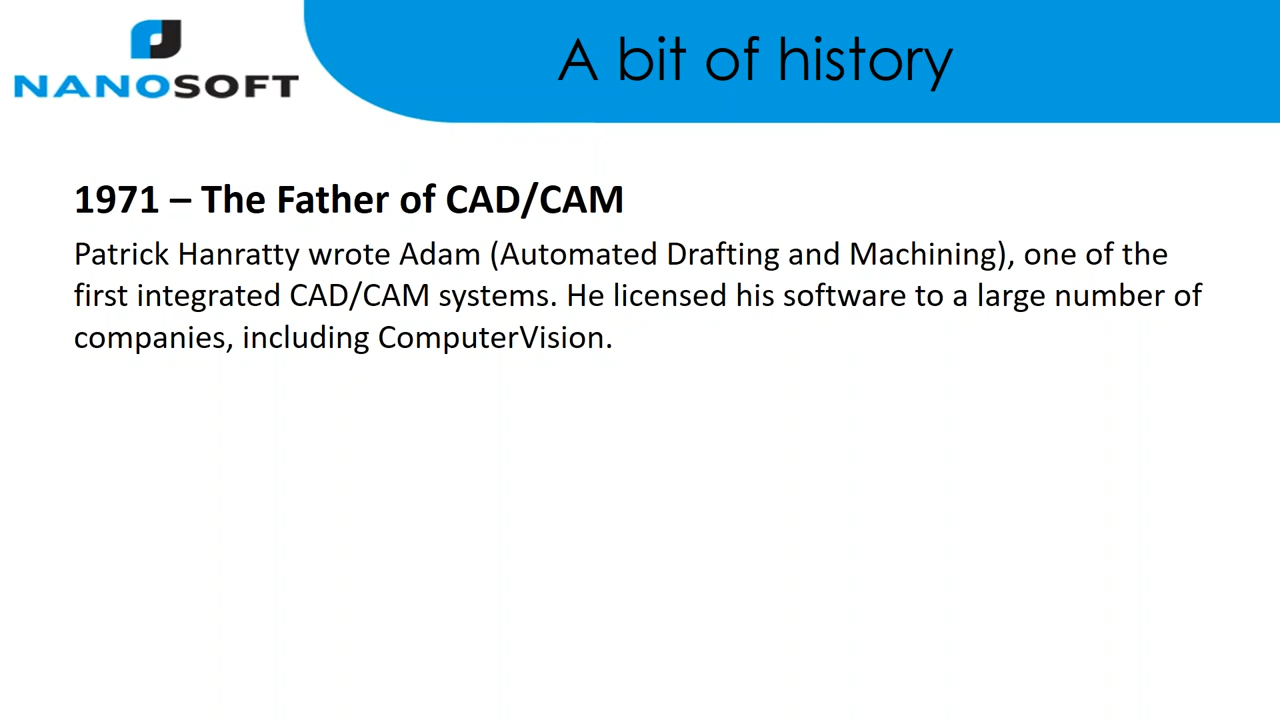 NANOSOFT
A bit of history
1971 – The Father of CAD/CAM
Patrick Hanratty wrote Adam (Automated Drafting and Machining), one of the
first integrated CAD/CAM systems. He licensed his software to a large number of
companies, including ComputerVision.